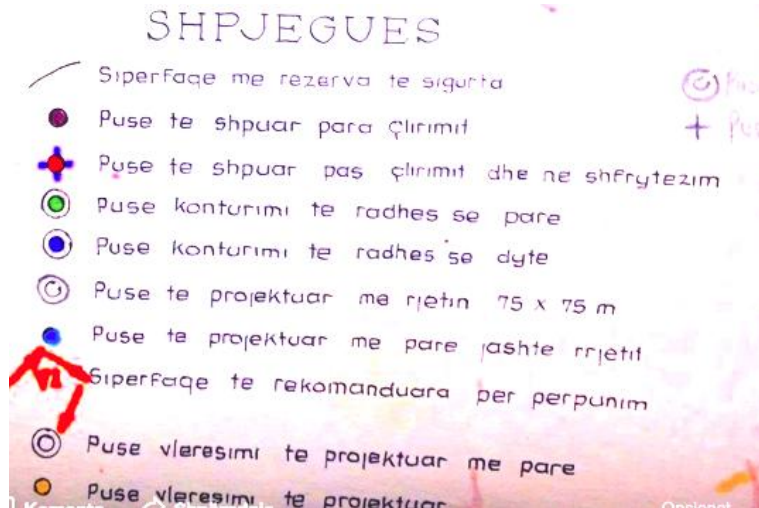 SHPJEGUES
Siperfaqe me rezerva te sigurta
Puse te shpuar para çlirimit
Puse te shpuar pas çlirimit dhe ne shfrytezim
Puse konturimi te radhes se pare
Puse konturimi te radhes se dyte
Puse te projektuar me rjetin 75 x 75 m
Puse te projektuar me pare jashte rrjetit
Siperfaqe te rekomanduara per perpunim
Puse vleresimi te projektuar me pare
Puse vleresimi te projektuar